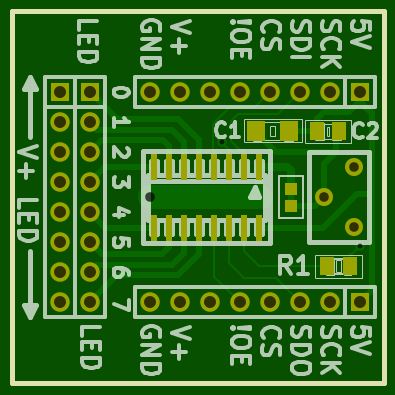 LED
GND
V+
!OE
CS
SDI
SCK
5V
0
1
2
3
4
5
6
7
V+ LED
C1
C2
R1
LED
GND
V+
!OE
CS
SDO
SCK
5V